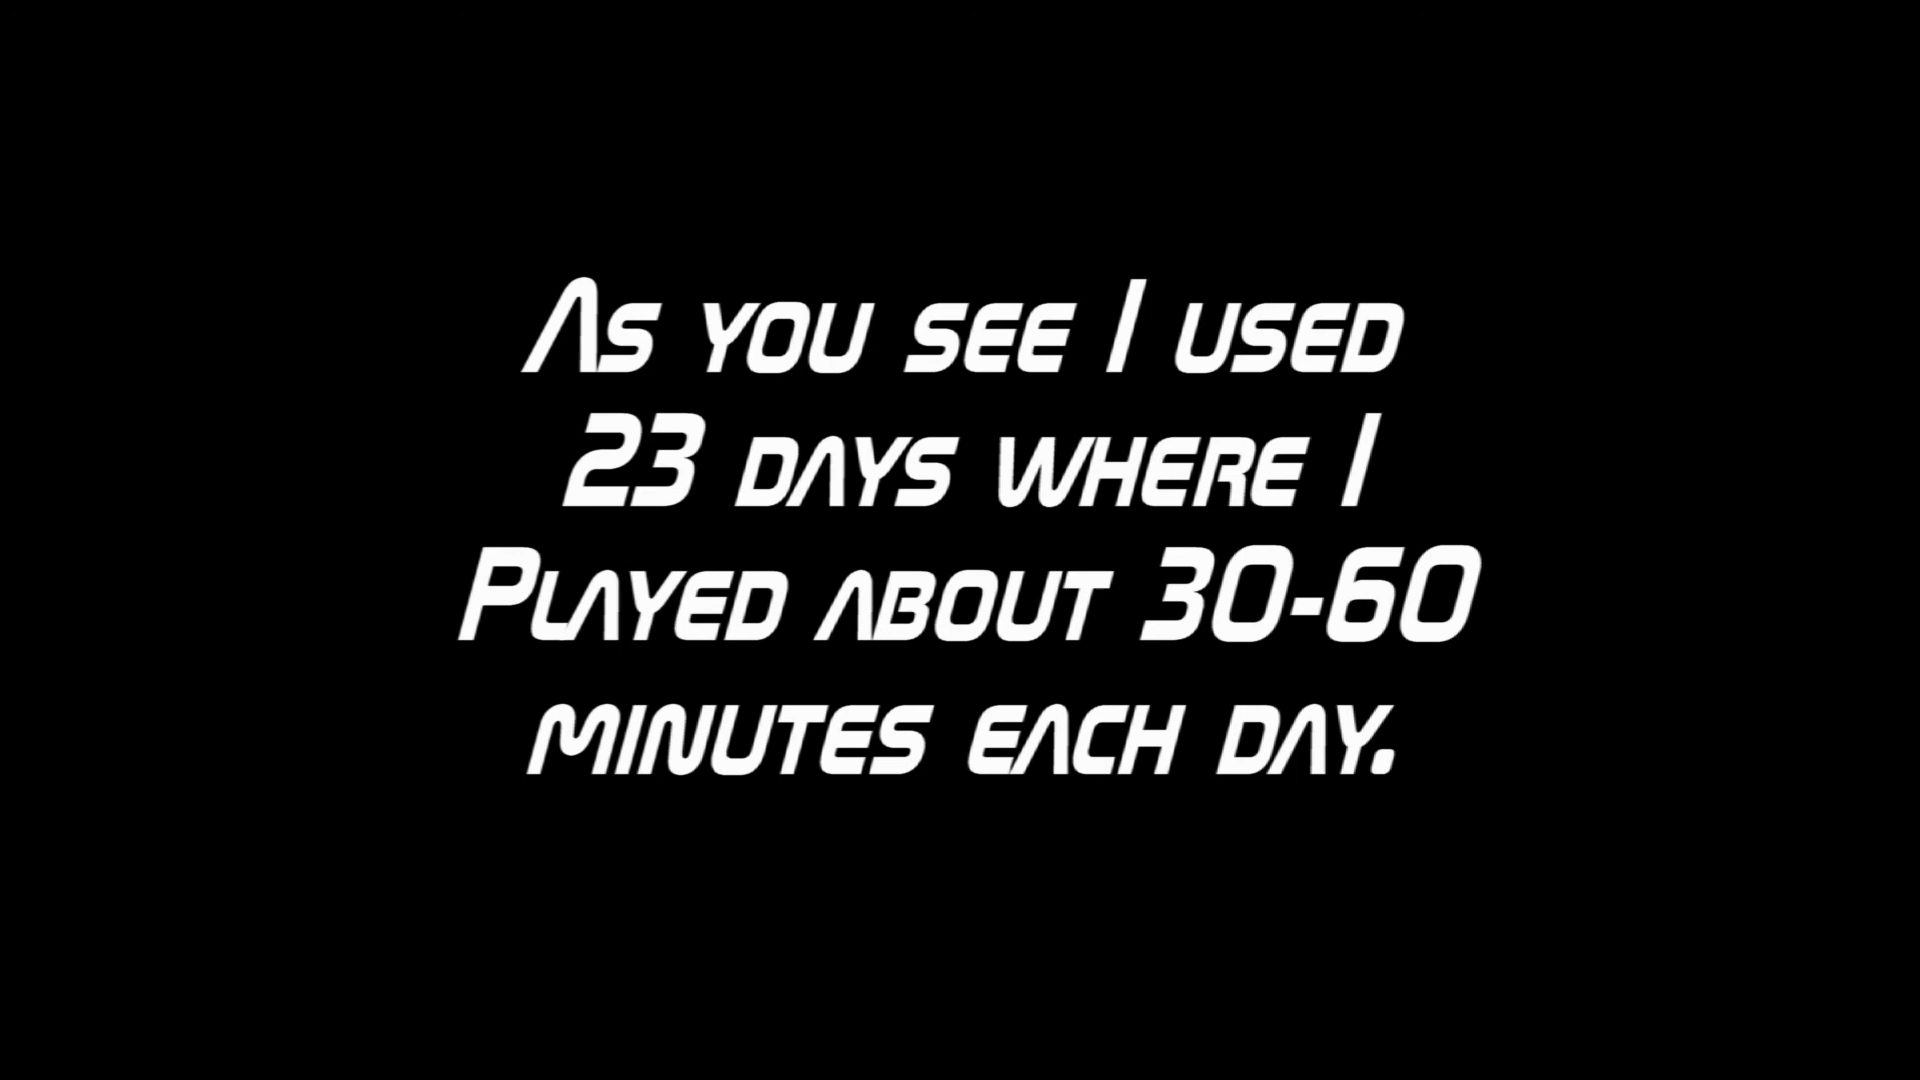 As you see I used
23 days where I
Played about 30-60
minutes each day.